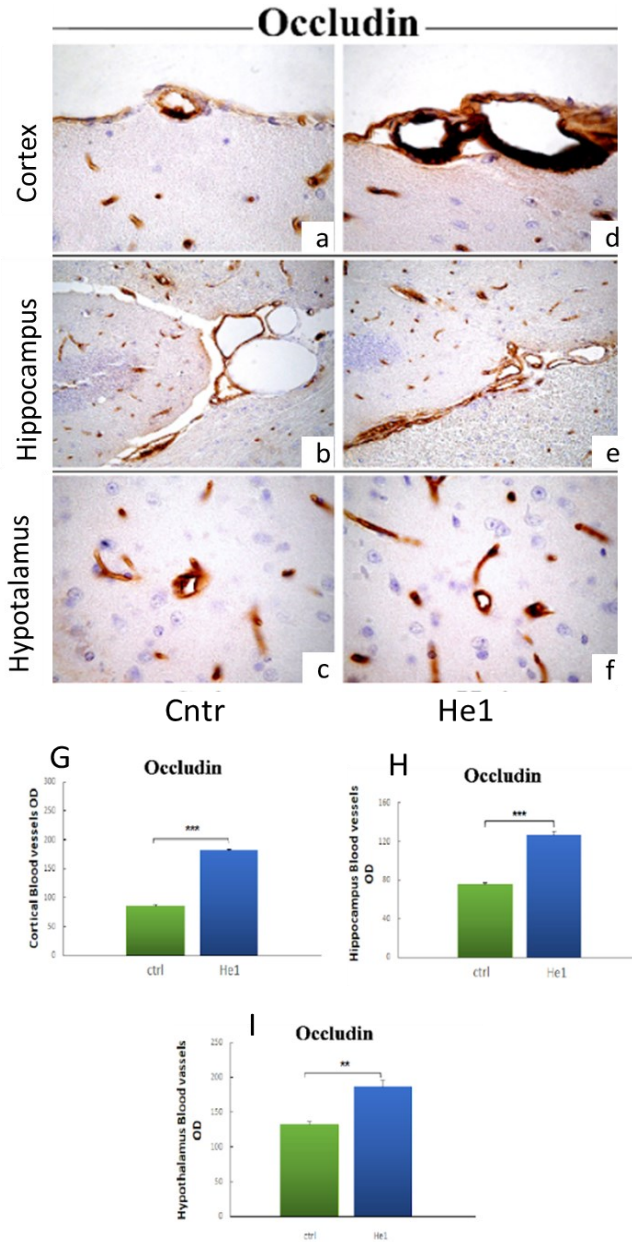 Occludin
Cortex
a
d
Hippocampus
b
e
Hypotalamus
c
f
Cntr
He1
G
Occludin
Cortical Blood vessels OD
300
200
150
100
50
0
***
ctrl
He1
H
Occludin
Hippocampus Blood vessels
OD
160
120
80
40
0
***
ctrl
He1
I
Occludin
Hypothalamus Blood vassels
OD
250
200
150
100
50
0
**
ctrl
He1